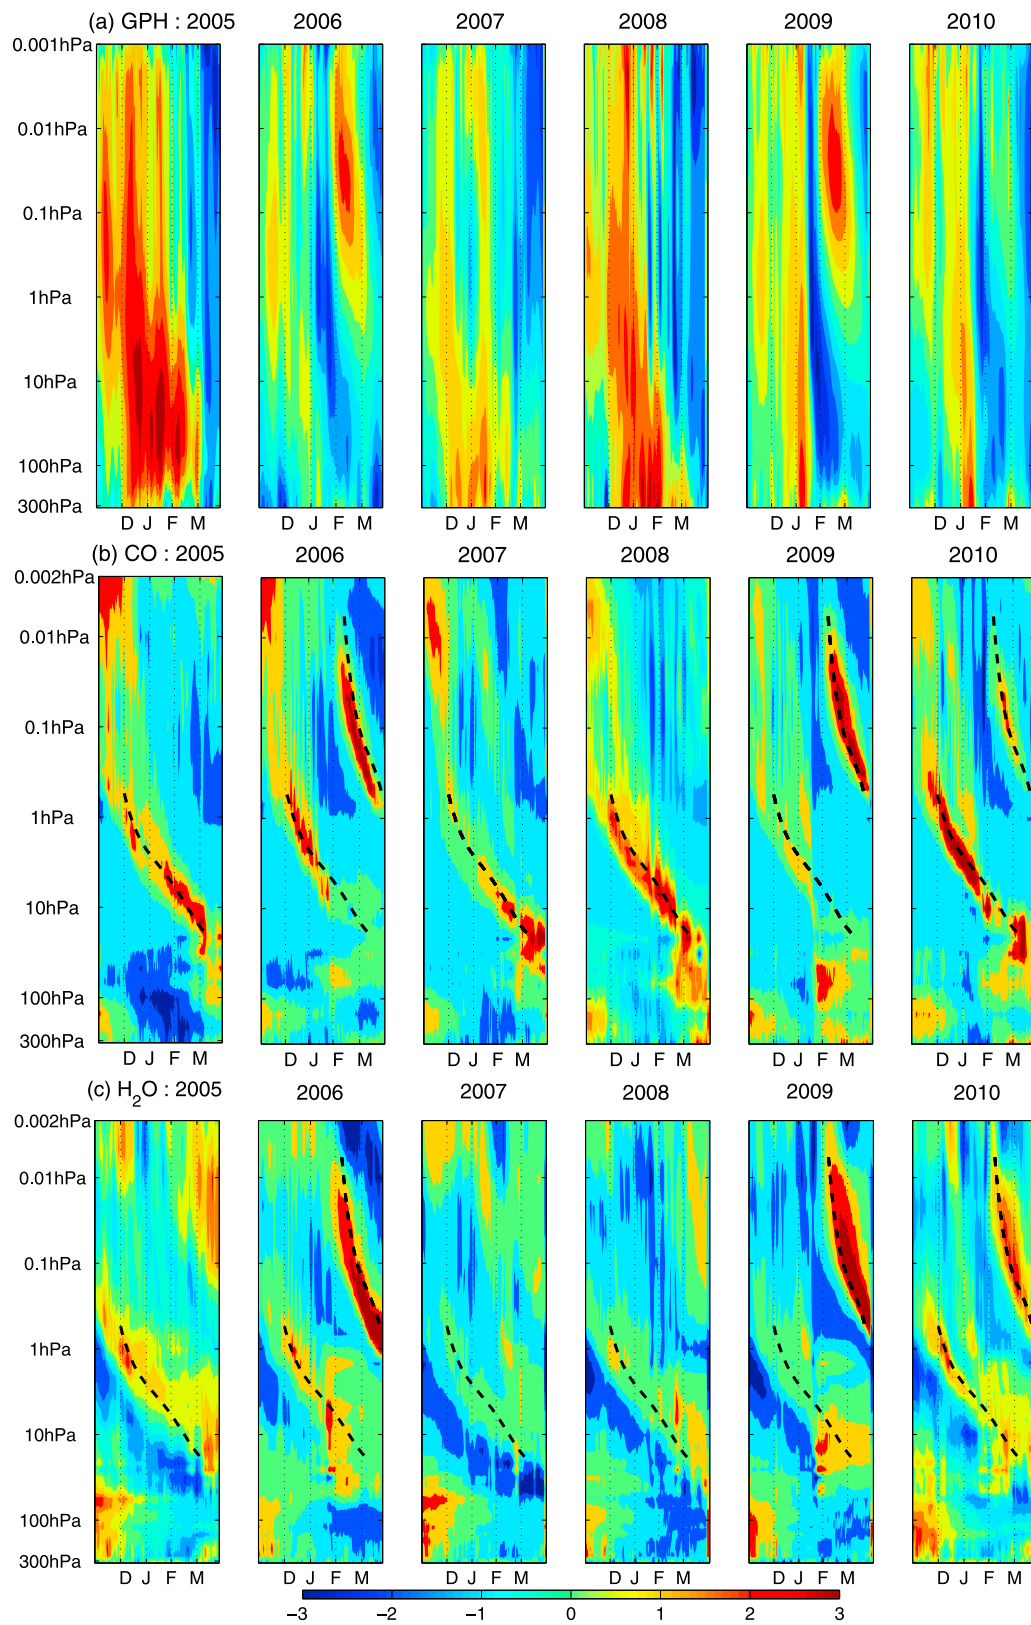 (a) GPH : 2005 2006 2007 2008 2009 2010
0.001hPa
0.01hPa
0.1hPa
1hPa
10hPa
100hPa
300hPa
D J F M D J F M D J F M D J F M D J F M D J F M
(b) CO : 2005 2006 2007 2008 2009 2010
0.002hPa
0.01hPa
0.1hPa
1hPa
10hPa
100hPa
300hPa
D J F M D J F M D J F M D J F M D J F M D J F M
(c) H₂O : 2005 2006 2007 2008 2009 2010
0.002hPa
0.01hPa
0.1hPa
1hPa
10hPa
100hPa
300hPa
D J F M D J F M D J F M D J F M D J F M D J F M
−3 −2 −1 0 1 2 3